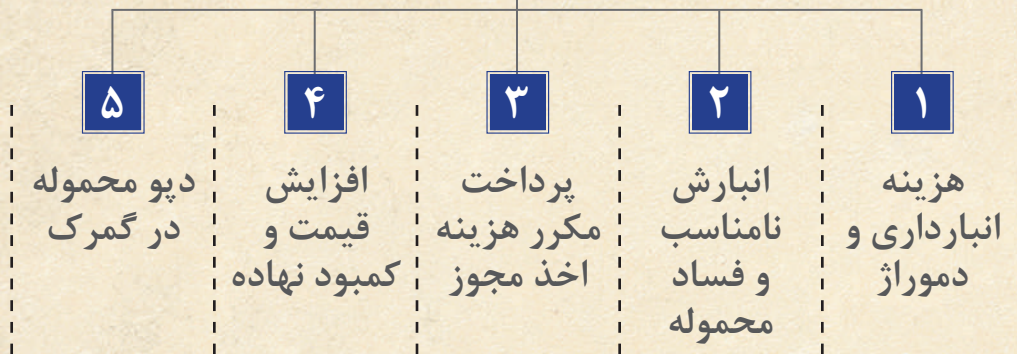 ۱
هزینه
انبارداری و
دموراژ
۲
انبارش
نامناسب
و فساد
محموله
۳
پرداخت
مکرر هزینه
اخذ مجوز
۴
افزایش
قیمت و
کمبود نهاده
۵
دپو محموله
در گمرک